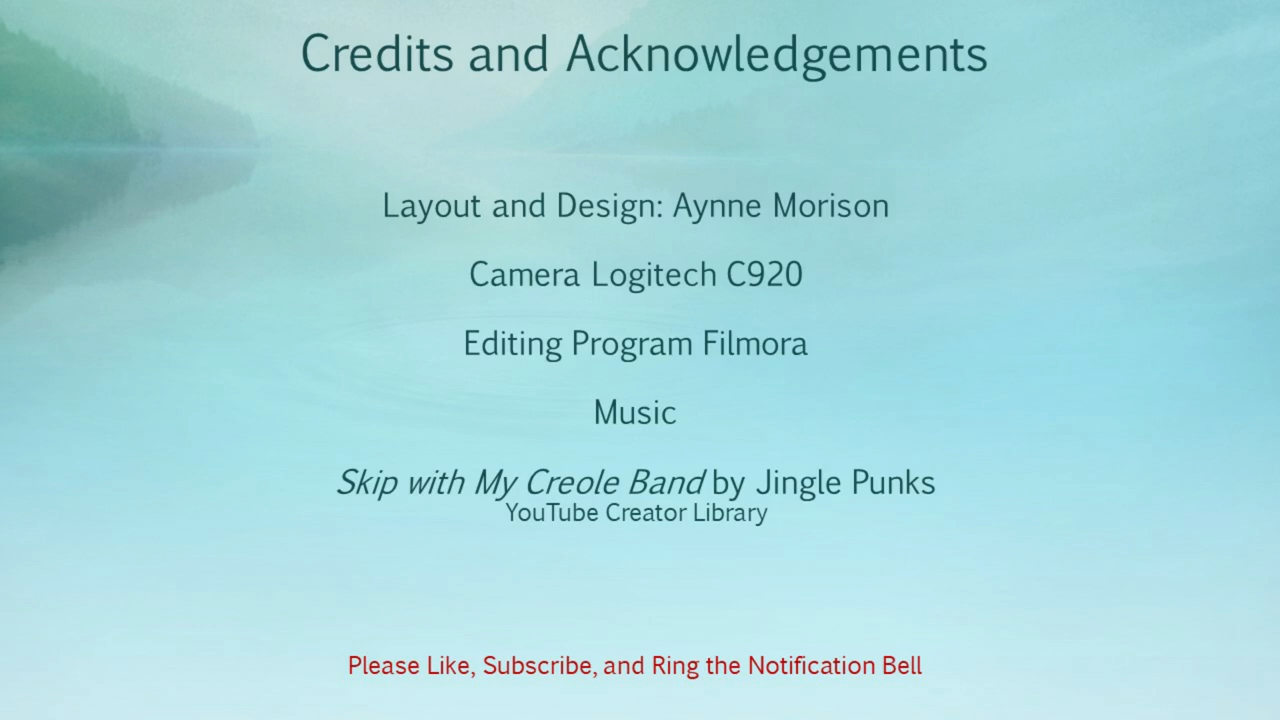 Credits and Acknowledgements
Layout and Design: Aynne Morison
Camera Logitech C920
Editing Program Filmora
Music
Skip with My Creole Band by Jingle Punks
YouTube Creator Library
Please Like, Subscribe, and Ring the Notification Bell